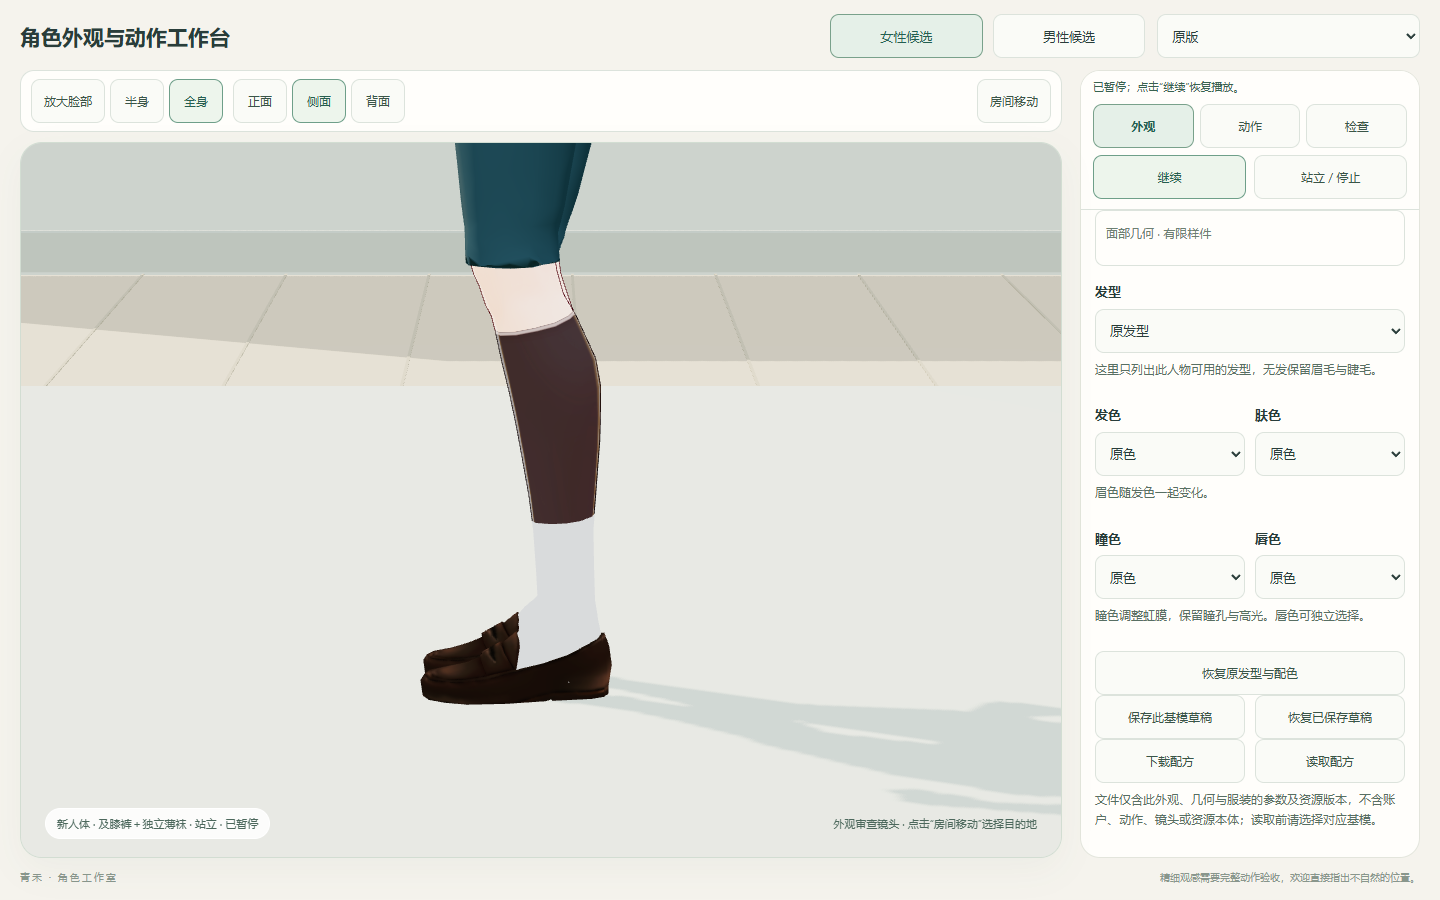 角色外观与动作工作台
女性候选
男性候选
原版
放大脸部
半身
全身
正面
侧面
背面
房间移动
已暂停；点击“继续”恢复播放。
外观
动作
检查
继续
站立 / 停止
面部几何 · 有限样件
发型
原发型
这里只列出此人物可用的发型，无发保留眉毛与睫毛。
发色
肤色
原色
原色
眉色随发色一起变化。
瞳色
唇色
原色
原色
瞳色调整虹膜，保留瞳孔与高光。唇色可独立选择。
恢复原发型与配色
保存此基模草稿
恢复已保存草稿
下载配方
读取配方
文件仅含此外观、几何与服装的参数及资源版本，不含账
户、动作、镜头或资源本体；读取前请选择对应基模。
新人体 · 及膝裤 + 独立薄袜 · 站立 · 已暂停
外观审查镜头 · 点击“房间移动”选择目的地
青禾 · 角色工作室
精细观感需要完整动作验收，欢迎直接指出不自然的位置。